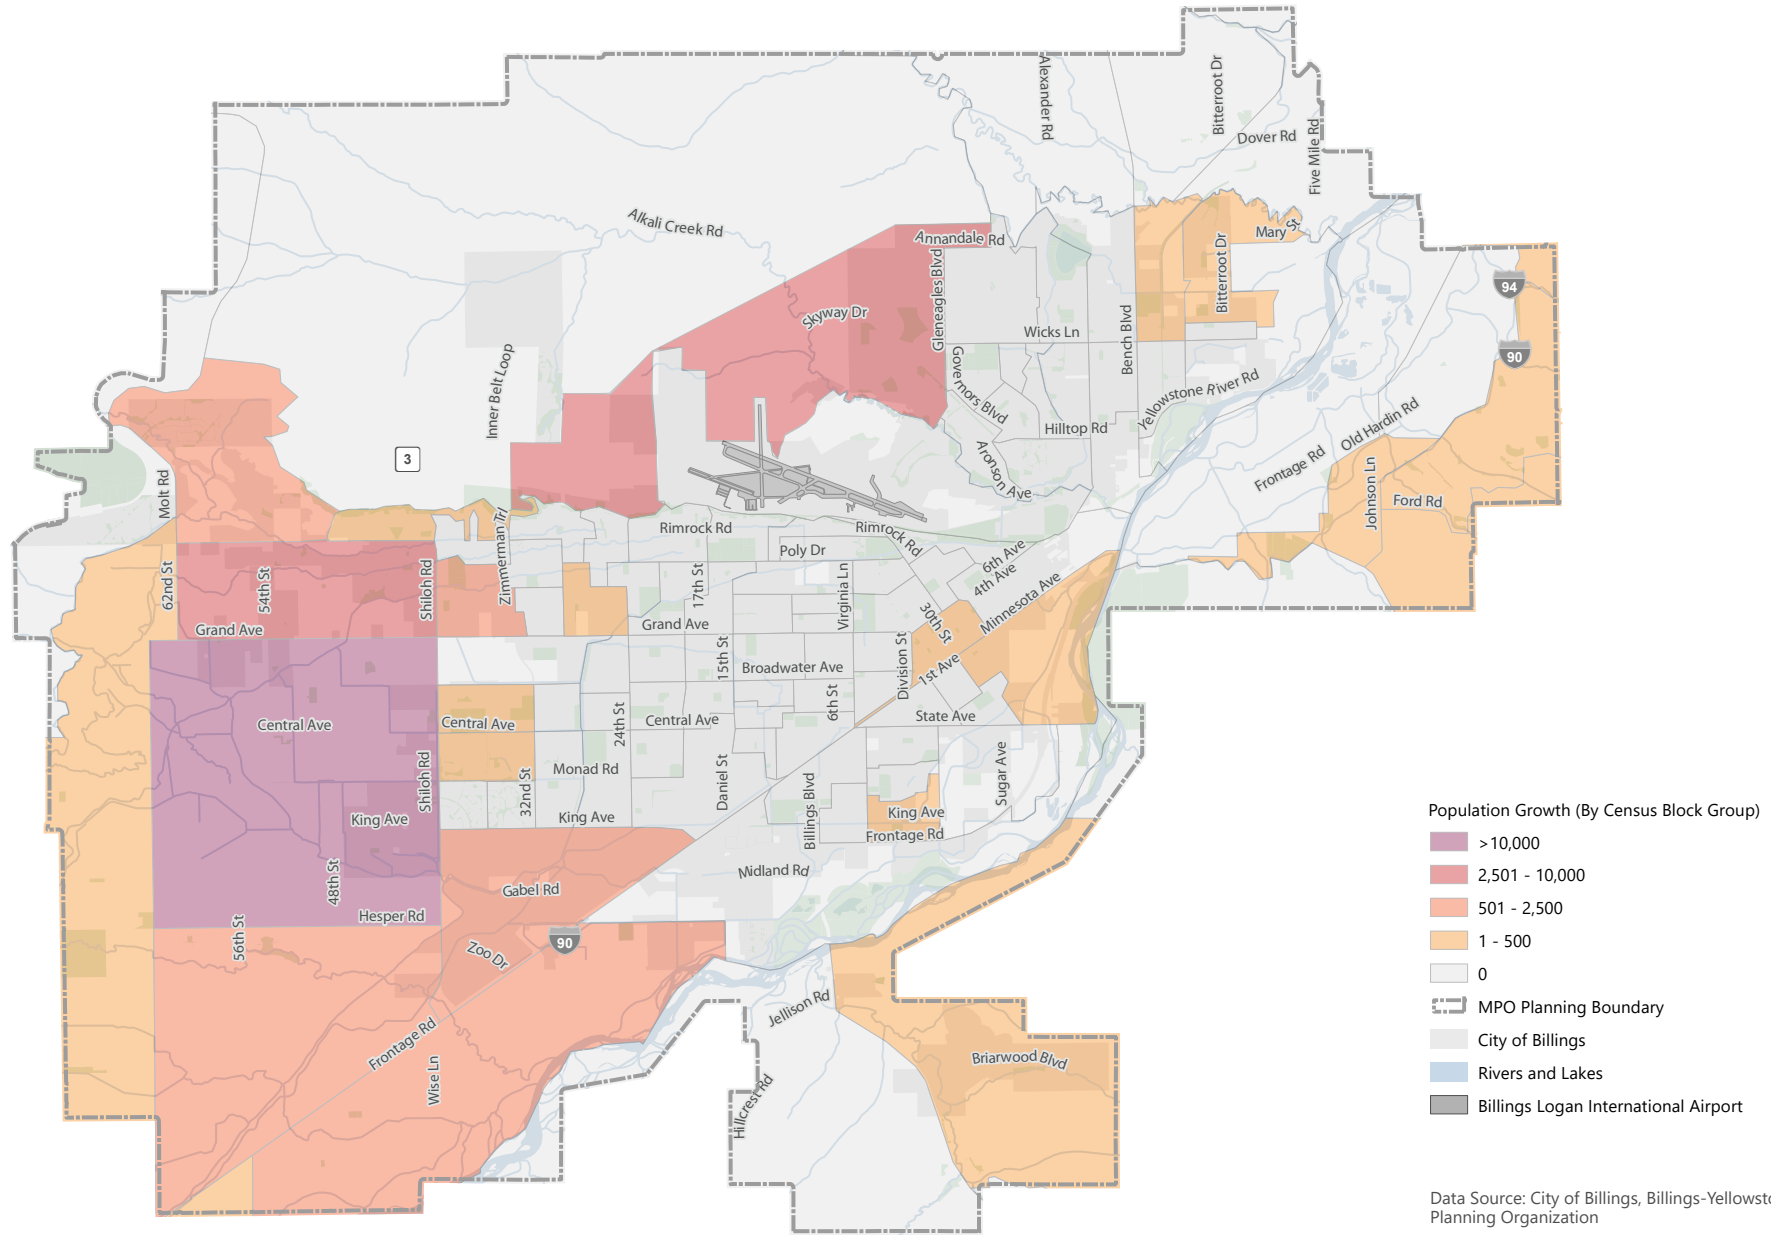 Alexander Rd
Bitterroot Dr
Dover Rd
Five Mile Rd
Alkali Creek Rd
Annandale Rd
Mary St
Bitterroot Dr
Gleneagles Blvd
94
Skyway Dr
Wicks Ln
Bench Blvd
90
Inner Belt Loop
Governors Blvd
Yellowstone River Rd
Hilltop Rd
Old Hardin Rd
3
Aronson Ave
Frontage Rd
Molt Rd
Johnson Ln
Ford Rd
Zimmerman Trl
Rimrock Rd
Rimrock Rd
Poly Dr
6th Ave
4th Ave
62nd St
54th St
Shiloh Rd
17th St
Virginia Ln
Minnesota Ave
30th St
Grand Ave
Grand Ave
15th St
Broadwater Ave
Division St
1st Ave
Central Ave
Central Ave
24th St
Central Ave
6th St
State Ave
Shiloh Rd
32nd St
Monad Rd
Daniel St
Billings Blvd
Sugar Ave
King Ave
King Ave
King Ave
Frontage Rd
48th St
Gabel Rd
Midland Rd
Hesper Rd
56th St
Zoo Dr
90
Jellison Rd
Frontage Rd
Wise Ln
Briarwood Blvd
Hillcrest Rd
Population Growth (By Census Block Group)
>10,000
2,501 - 10,000
501 - 2,500
1 - 500
0
MPO Planning Boundary
City of Billings
Rivers and Lakes
Billings Logan International Airport
Data Source: City of Billings, Billings-Yellowsto
Planning Organization